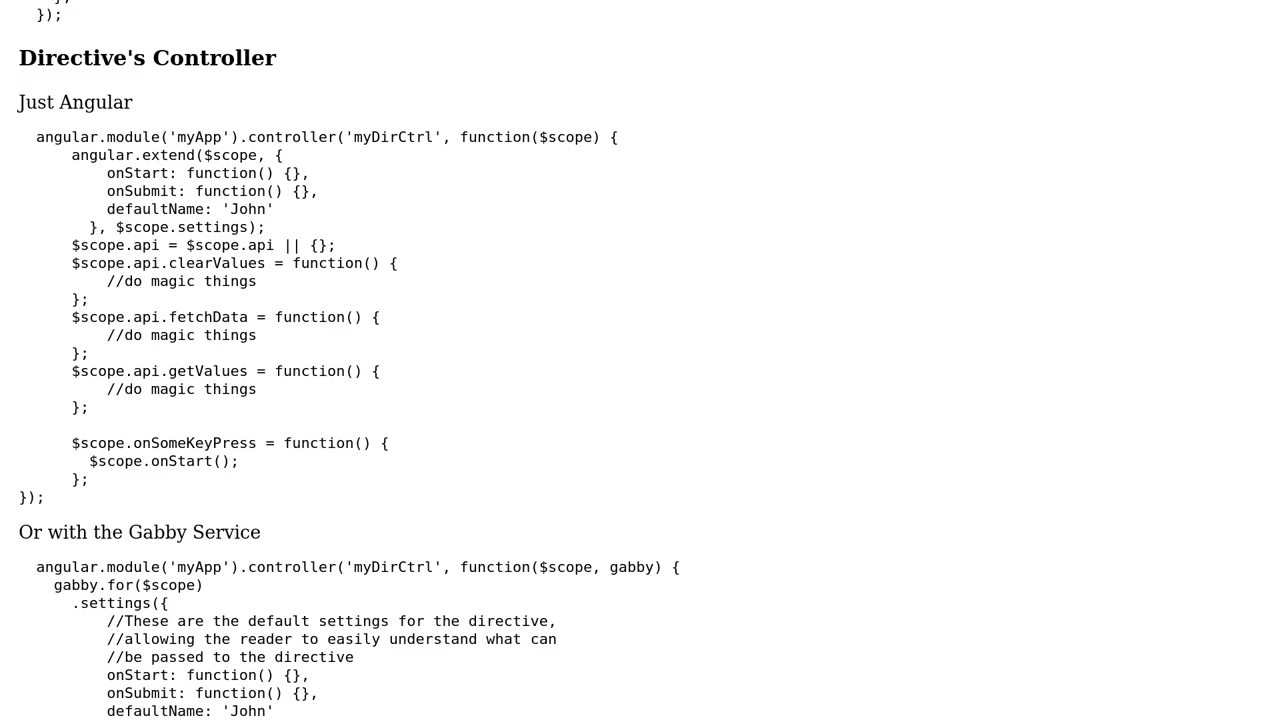 });
Directive's Controller
Just Angular
angular.module('myApp').controller('myDirCtrl', function($scope) {
angular.extend($scope, {
onStart: function() {},
onSubmit: function() {},
defaultName: 'John'
}, $scope.settings);
$scope.api = $scope.api || {};
$scope.api.clearValues = function() {
//do magic things
};
$scope.api.fetchData = function() {
//do magic things
};
$scope.api.getValues = function() {
//do magic things
};
$scope.onSomeKeyPress = function() {
$scope.onStart();
};
});
Or with the Gabby Service
angular.module('myApp').controller('myDirCtrl', function($scope, gabby) {
gabby.for($scope)
.settings({
//These are the default settings for the directive,
//allowing the reader to easily understand what can
//be passed to the directive
onStart: function() {},
onSubmit: function() {},
defaultName: 'John'